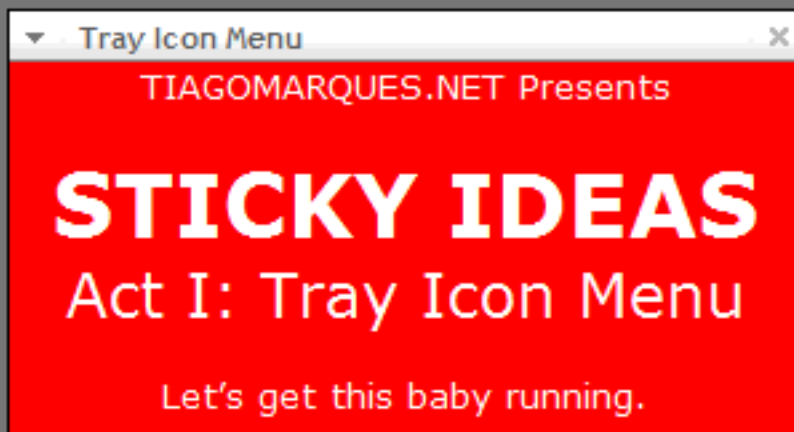 Tray Icon Menu
TIAGOMARQUES.NET Presents
STICKY IDEAS
Act I: Tray Icon Menu
Let’s get this baby running.